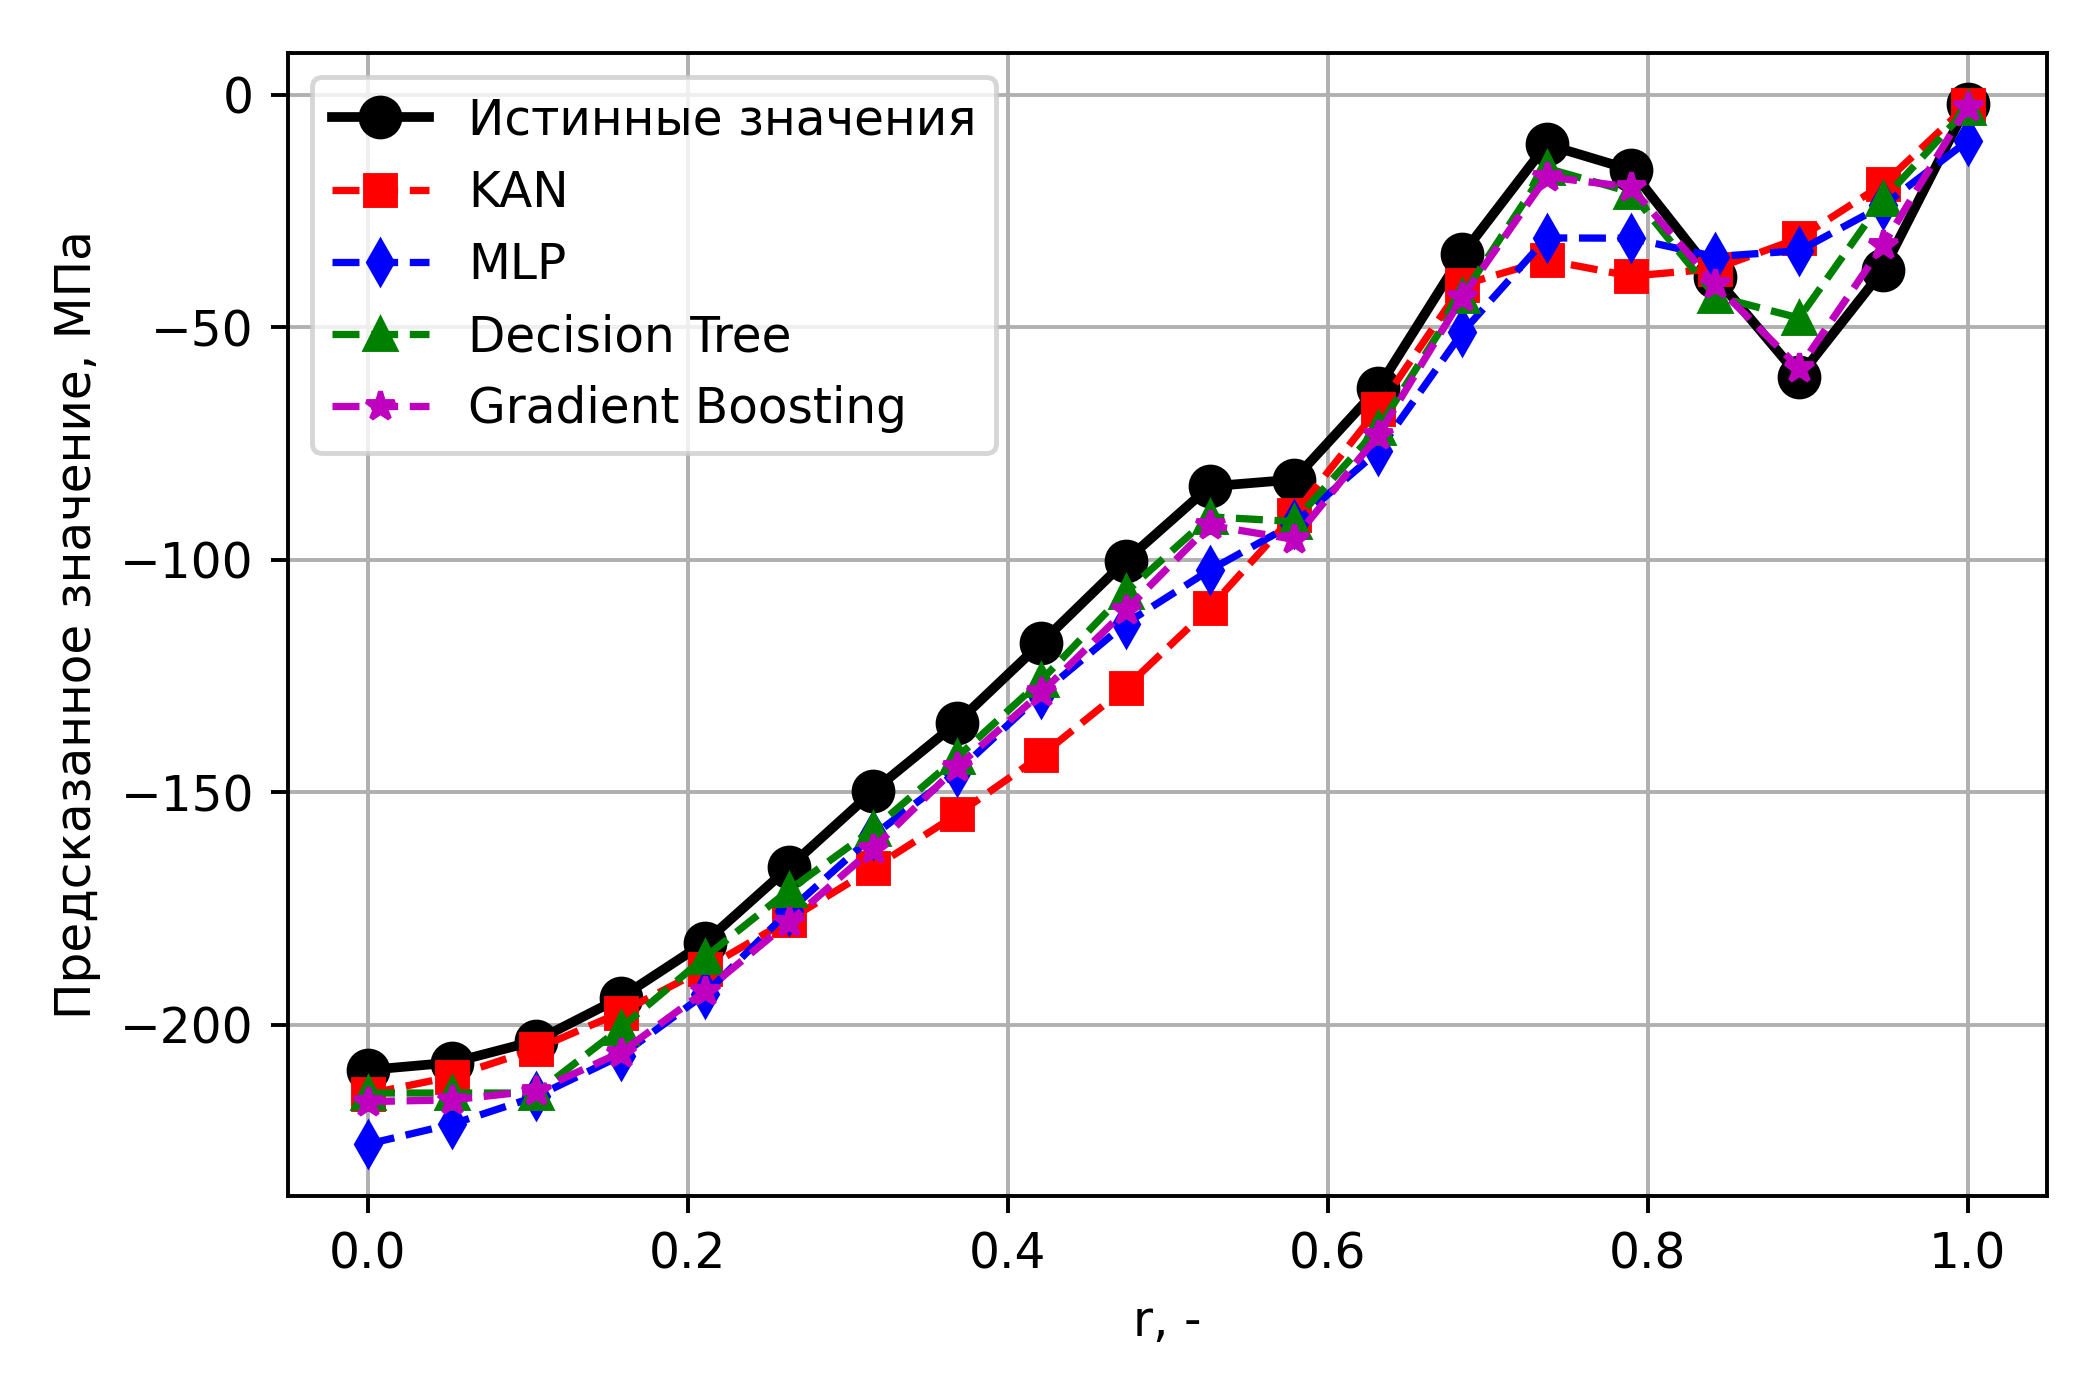 Предсказанное значение, МПа
0
−50
−100
−150
−200
Истинные значения
KAN
MLP
Decision Tree
Gradient Boosting
0.0 0.2 0.4 0.6 0.8 1.0
r, -